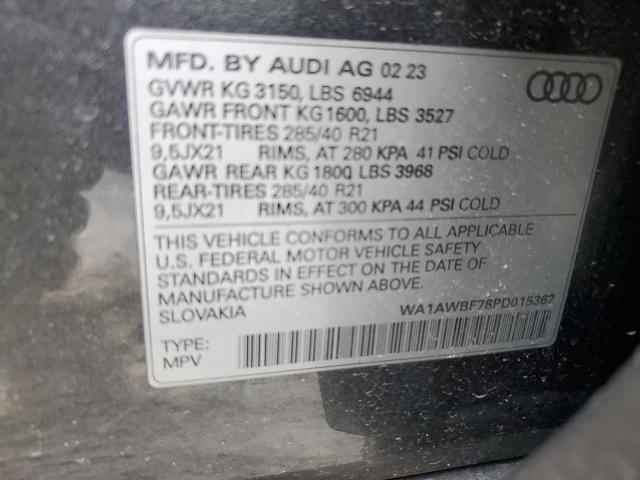 MFD. BY AUDI AG 02 23
GVWR KG 3150, LBS 6944
GAWR FRONT KG 1600, LBS 3527
FRONT-TIRES 285/40 R21
9,5JX21 RIMS, AT 280 KPA 41 PSI COLD
GAWR REAR KG 1800, LBS 3968
REAR-TIRES 285/40 R21
9,5JX21 RIMS, AT 300 KPA 44 PSI COLD
THIS VEHICLE CONFORMS TO ALL APPLICABLE
U.S. FEDERAL MOTOR VEHICLE SAFETY
STANDARDS IN EFFECT ON THE DATE OF
MANUFACTURE SHOWN ABOVE.
SLOVAKIA WA1AWBF78PD015362
TYPE:
MPV